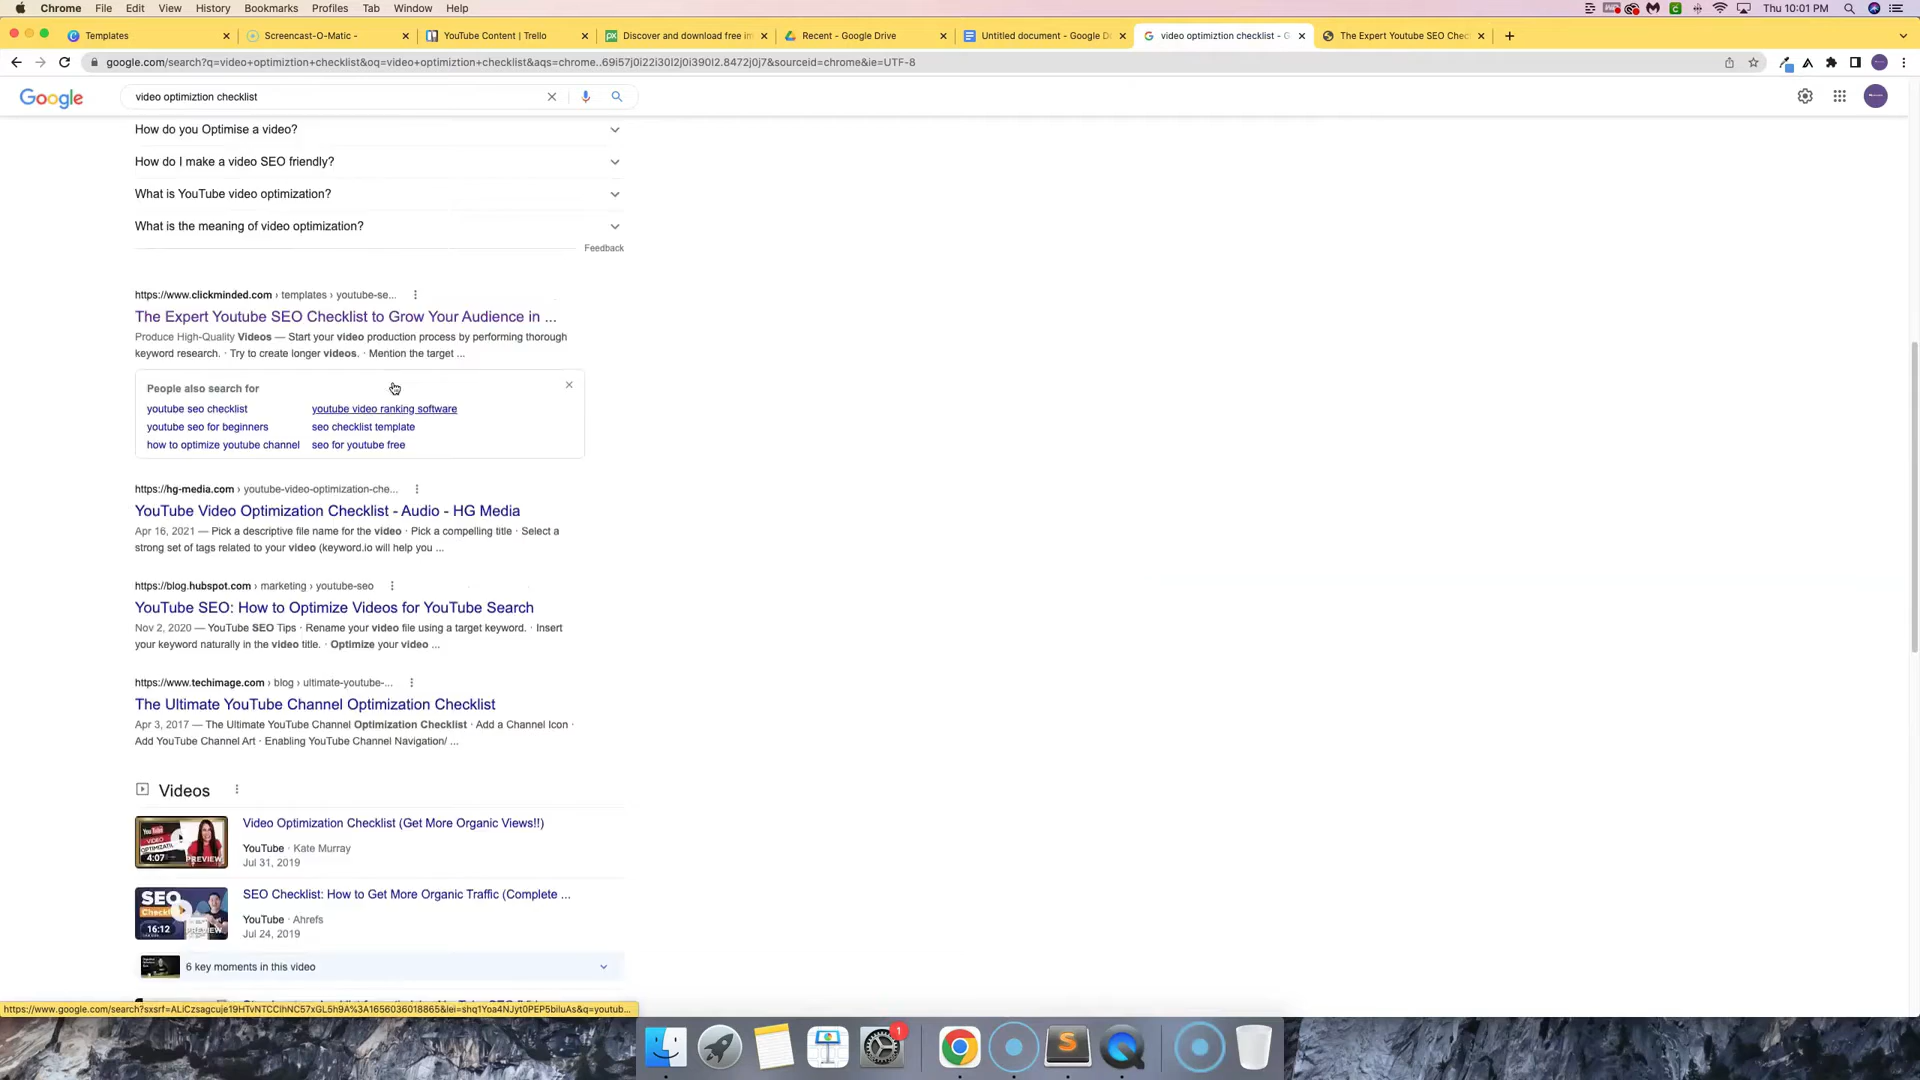 Chrome File Edit View History Bookmarks Profiles Tab Window Help Thu 10:01 PM
Templates Screencast-O-Matic - YouTube Content | Trello Discover and download free im Recent - Google Drive Untitled document - Google D video optimiztion checklist - G The Expert Youtube SEO Chec
google.com/search?q=video+optimiztion+checklist&oq=video+optimiztion+checklist&aqs=chrome..69i57j0i22i30l2j0i390l2.8472j0j7&sourceid=chrome&ie=UTF-8
Google video optimiztion checklist
How do you Optimise a video?
How do I make a video SEO friendly?
What is YouTube video optimization?
What is the meaning of video optimization?
Feedback
https://www.clickminded.com › templates › youtube-se...
The Expert Youtube SEO Checklist to Grow Your Audience in ...
Produce High-Quality Videos — Start your video production process by performing thorough
keyword research. · Try to create longer videos. · Mention the target ...
People also search for
youtube seo checklist youtube video ranking software
youtube seo for beginners seo checklist template
how to optimize youtube channel seo for youtube free
https://hg-media.com › youtube-video-optimization-che...
YouTube Video Optimization Checklist - Audio - HG Media
Apr 16, 2021 — Pick a descriptive file name for the video · Pick a compelling title · Select a
strong set of tags related to your video (keyword.io will help you ...
https://blog.hubspot.com › marketing › youtube-seo
YouTube SEO: How to Optimize Videos for YouTube Search
Nov 2, 2020 — YouTube SEO Tips · Rename your video file using a target keyword. · Insert
your keyword naturally in the video title. · Optimize your video ...
https://www.techimage.com › blog › ultimate-youtube-...
The Ultimate YouTube Channel Optimization Checklist
Apr 3, 2017 — The Ultimate YouTube Channel Optimization Checklist · Add a Channel Icon ·
Add YouTube Channel Art · Enabling YouTube Channel Navigation/ ...
Videos
Video Optimization Checklist (Get More Organic Views!!)
YouTube · Kate Murray
Jul 31, 2019
4:07 PREVIEW
SEO Checklist: How to Get More Organic Traffic (Complete ...
YouTube · Ahrefs
Jul 24, 2019
SEO
16:12 PREVIEW
6 key moments in this video
1